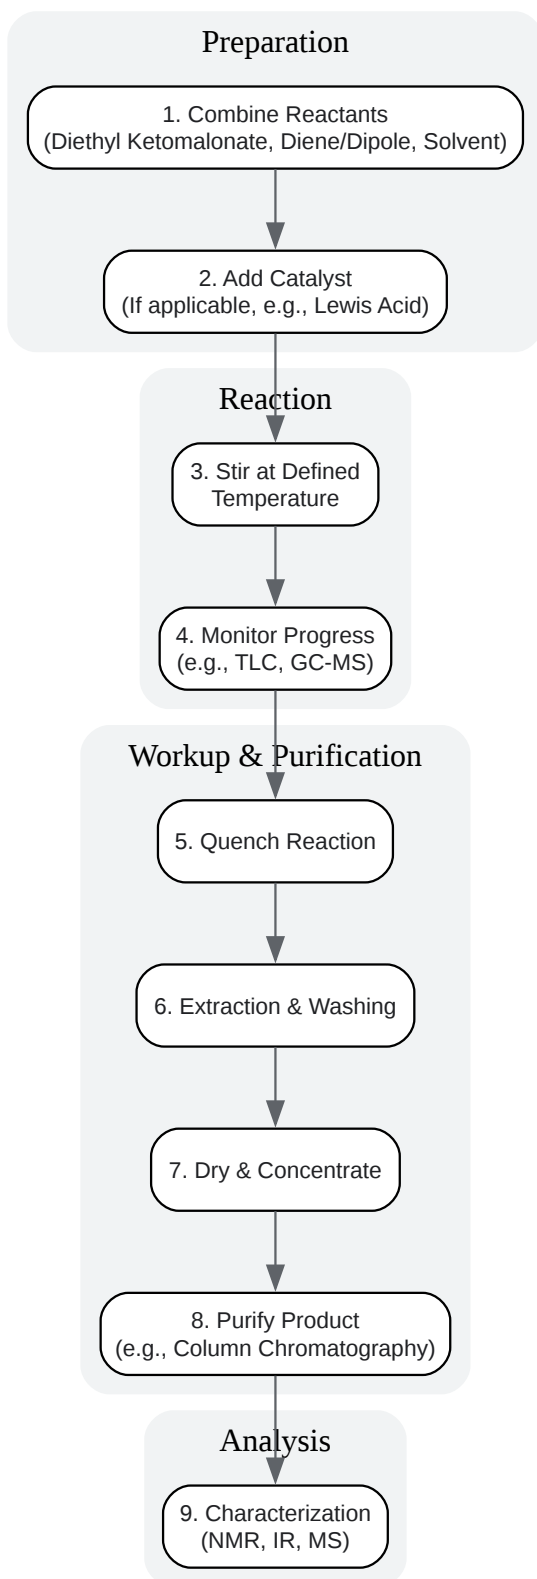 Preparation
1. Combine Reactants
(Diethyl Ketomalonate, Diene/Dipole, Solvent)
2. Add Catalyst
(If applicable, e.g., Lewis Acid)
Reaction
3. Stir at Defined
Temperature
4. Monitor Progress
(e.g., TLC, GC-MS)
Workup & Purification
5. Quench Reaction
6. Extraction & Washing
7. Dry & Concentrate
8. Purify Product
(e.g., Column Chromatography)
Analysis
9. Characterization
(NMR, IR, MS)